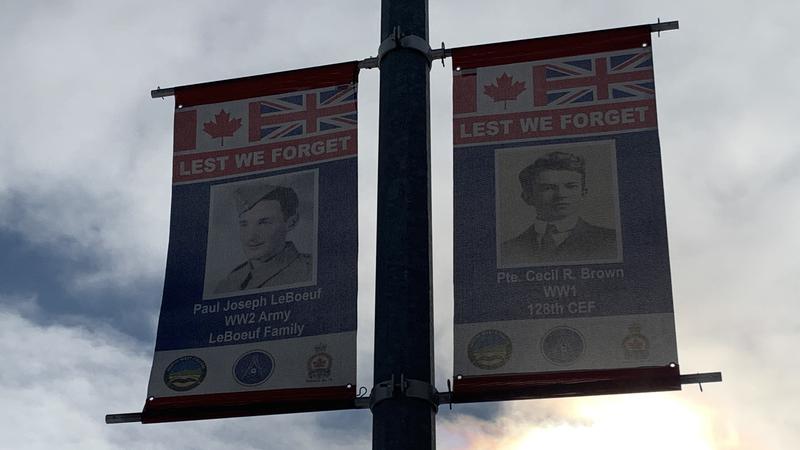 LEST WE FORGET
Paul Joseph LeBoeuf
WW2 Army
LeBoeuf Family
LEST WE FORGET
Pte. Cecil R. Brown
WW1
128th CEF